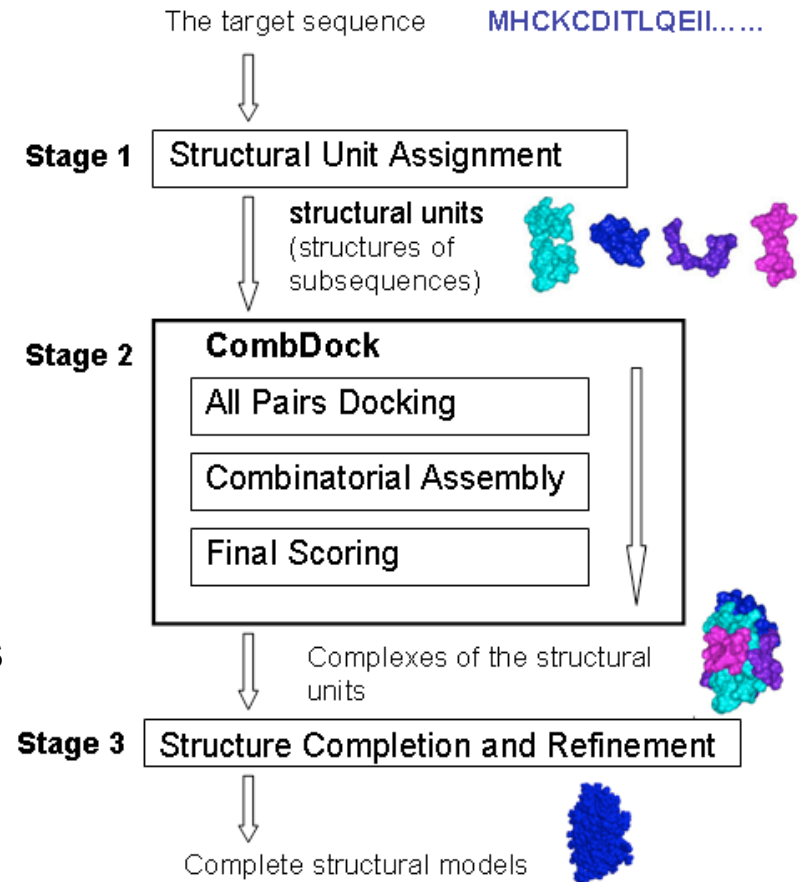 The target sequence MHCKCDITLQEII……
Stage 1 Structural Unit Assignment
structural units
(structures of
subsequences)
Stage 2
CombDock
All Pairs Docking
Combinatorial Assembly
Final Scoring
s
Complexes of the structural
units
Stage 3 Structure Completion and Refinement
Complete structural models